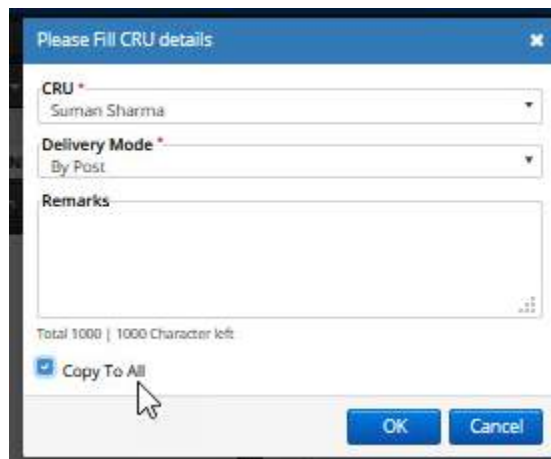 Please Fill CRU details
CRU *
Suman Sharma
Delivery Mode *
By Post
Remarks
Total 1000 | 1000 Character left
Copy To All
OK Cancel